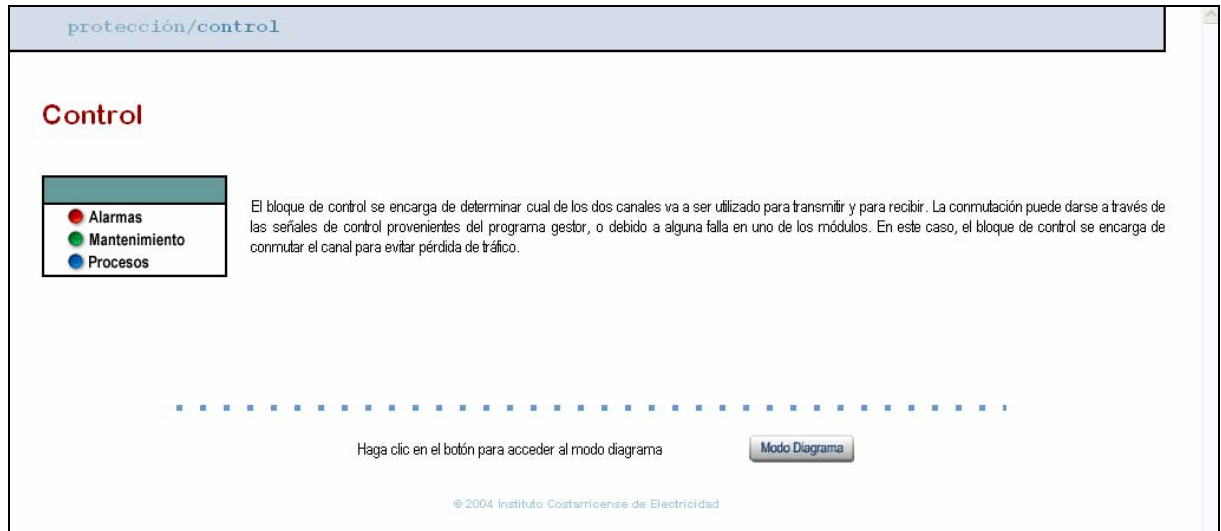 protección/control
Control
Alarmas
Mantenimiento
Procesos
El bloque de control se encarga de determinar cual de los dos canales va a ser utilizado para transmitir y para recibir. La conmutación puede darse a través de
las señales de control provenientes del programa gestor, o debido a alguna falla en uno de los módulos. En este caso, el bloque de control se encarga de
conmutar el canal para evitar pérdida de tráfico.
Haga clic en el botón para acceder al modo diagrama
Modo Diagrama
© 2004 Instituto Costarricense de Electricidad